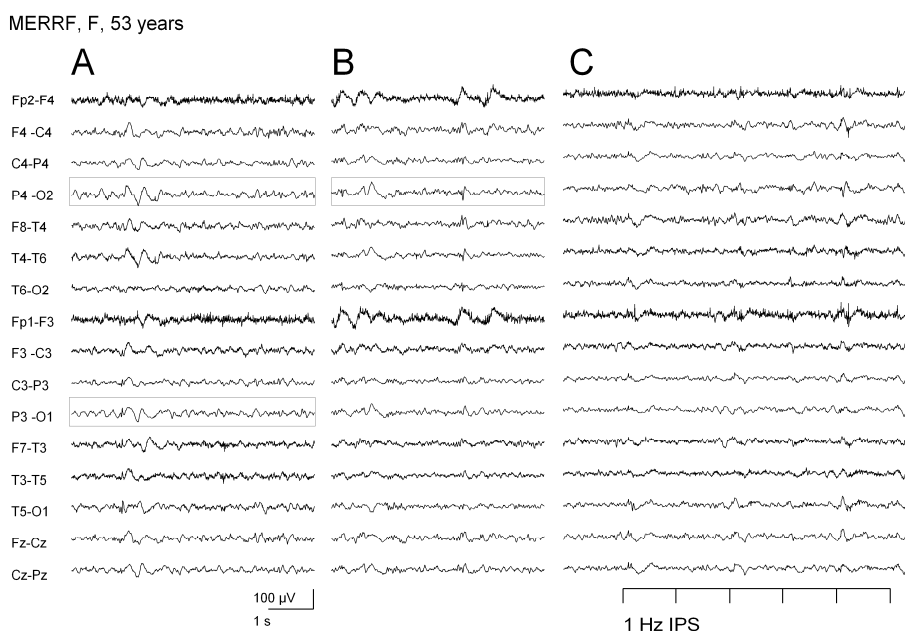 MERRF, F, 53 years
A B C
Fp2-F4
F4 -C4
C4-P4
P4 -O2
F8-T4
T4-T6
T6-O2
Fp1-F3
F3 -C3
C3-P3
P3 -O1
F7-T3
T3-T5
T5-O1
Fz-Cz
Cz-Pz
100 µV
1 s
1 Hz IPS